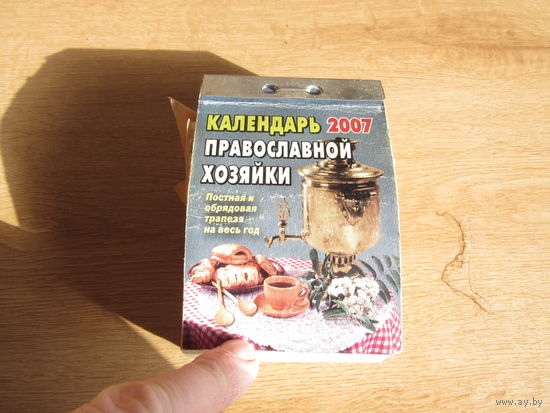 КАЛЕНДАРЬ 2007
ПРАВОСЛАВНОЙ
ХОЗЯЙКИ
Постная и
обрядовая
трапеза
на весь год
www.ay.by